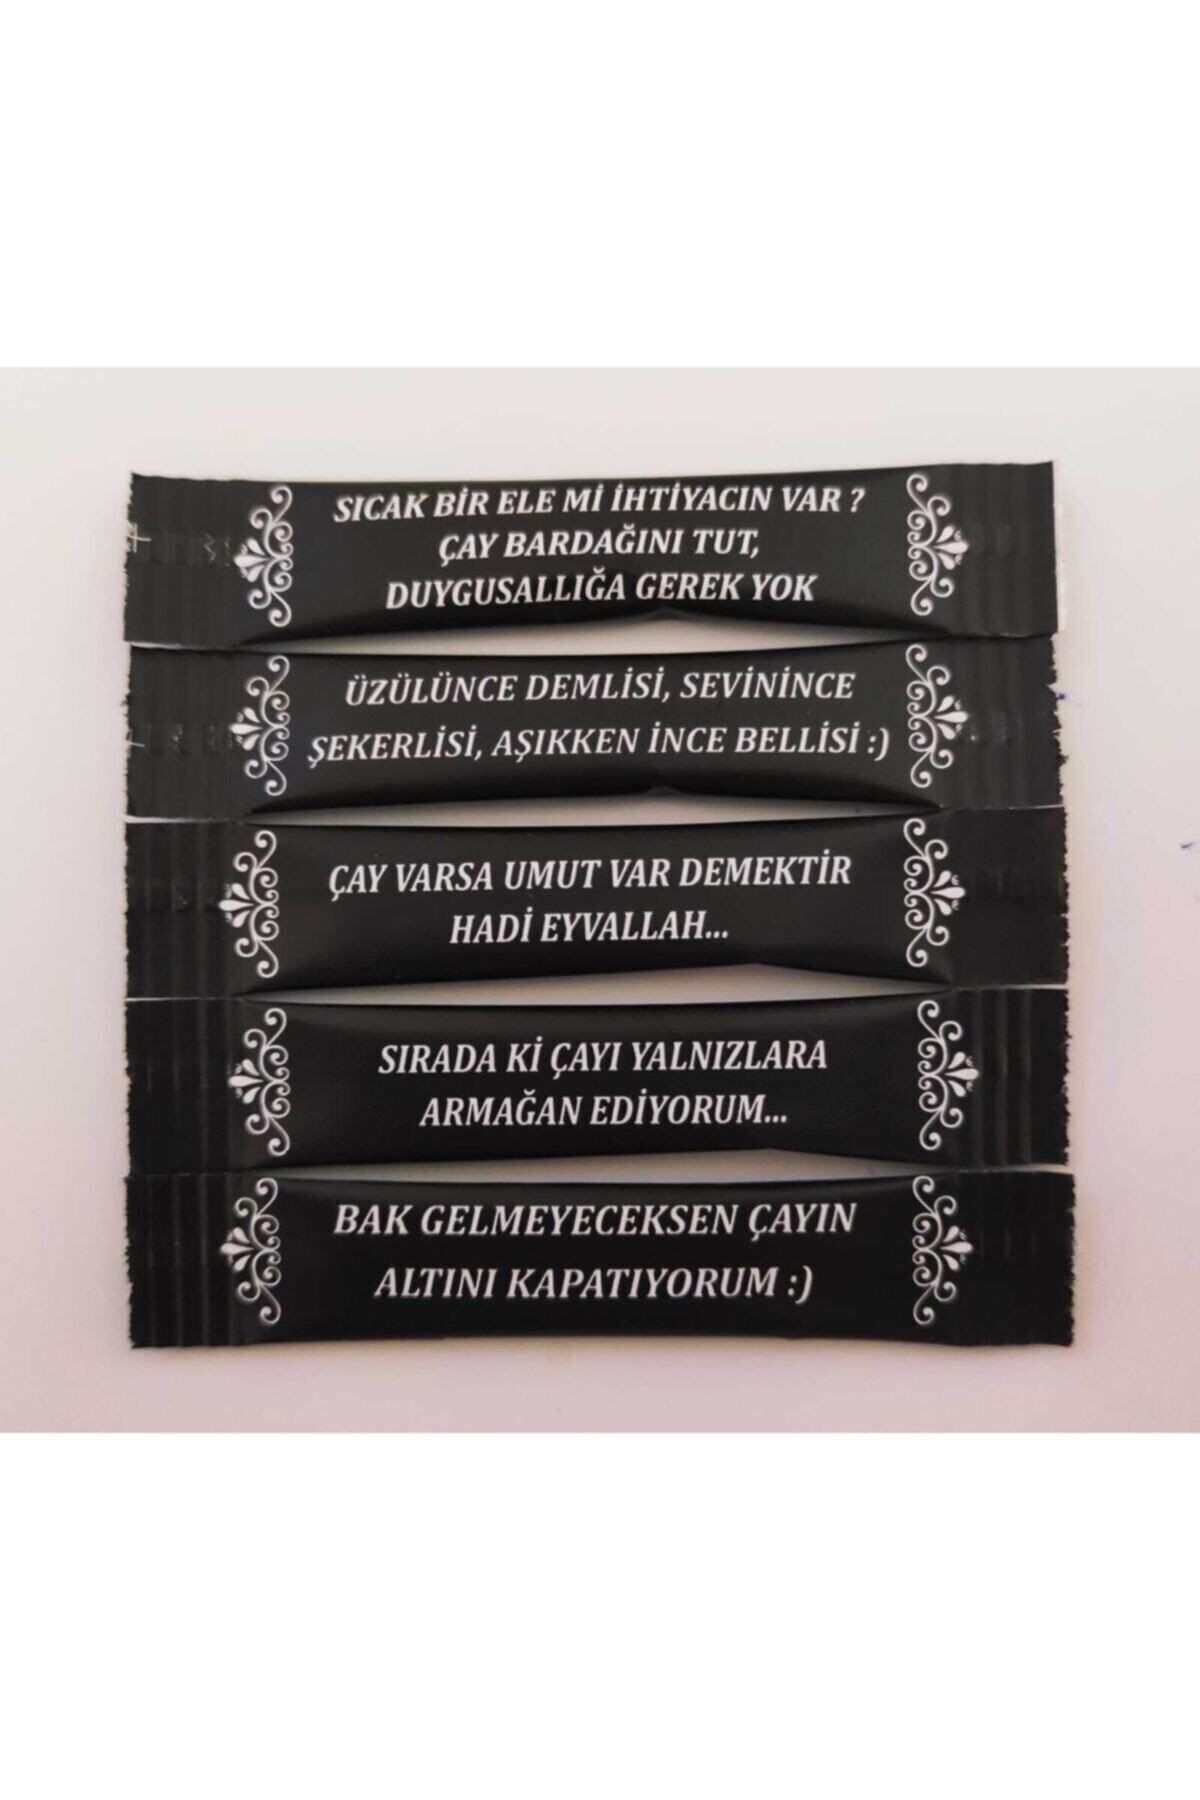 SICAK BİR ELE Mİ İHTİYACIN VAR ?
ÇAY BARDAĞINI TUT,
DUYGUSALLIĞA GEREK YOK
ÜZÜLÜNCE DEMLİSİ, SEVİNİNCE
ŞEKERLİSİ, AŞIKKEN İNCE BELLİSİ :)
ÇAY VARSA UMUT VAR DEMEKTİR
HADİ EYVALLAH...
SIRADA Kİ ÇAYI YALNIZLARA
ARMAĞAN EDİYORUM...
BAK GELMEYECEKSEN ÇAYIN
ALTINI KAPATIYORUM :)